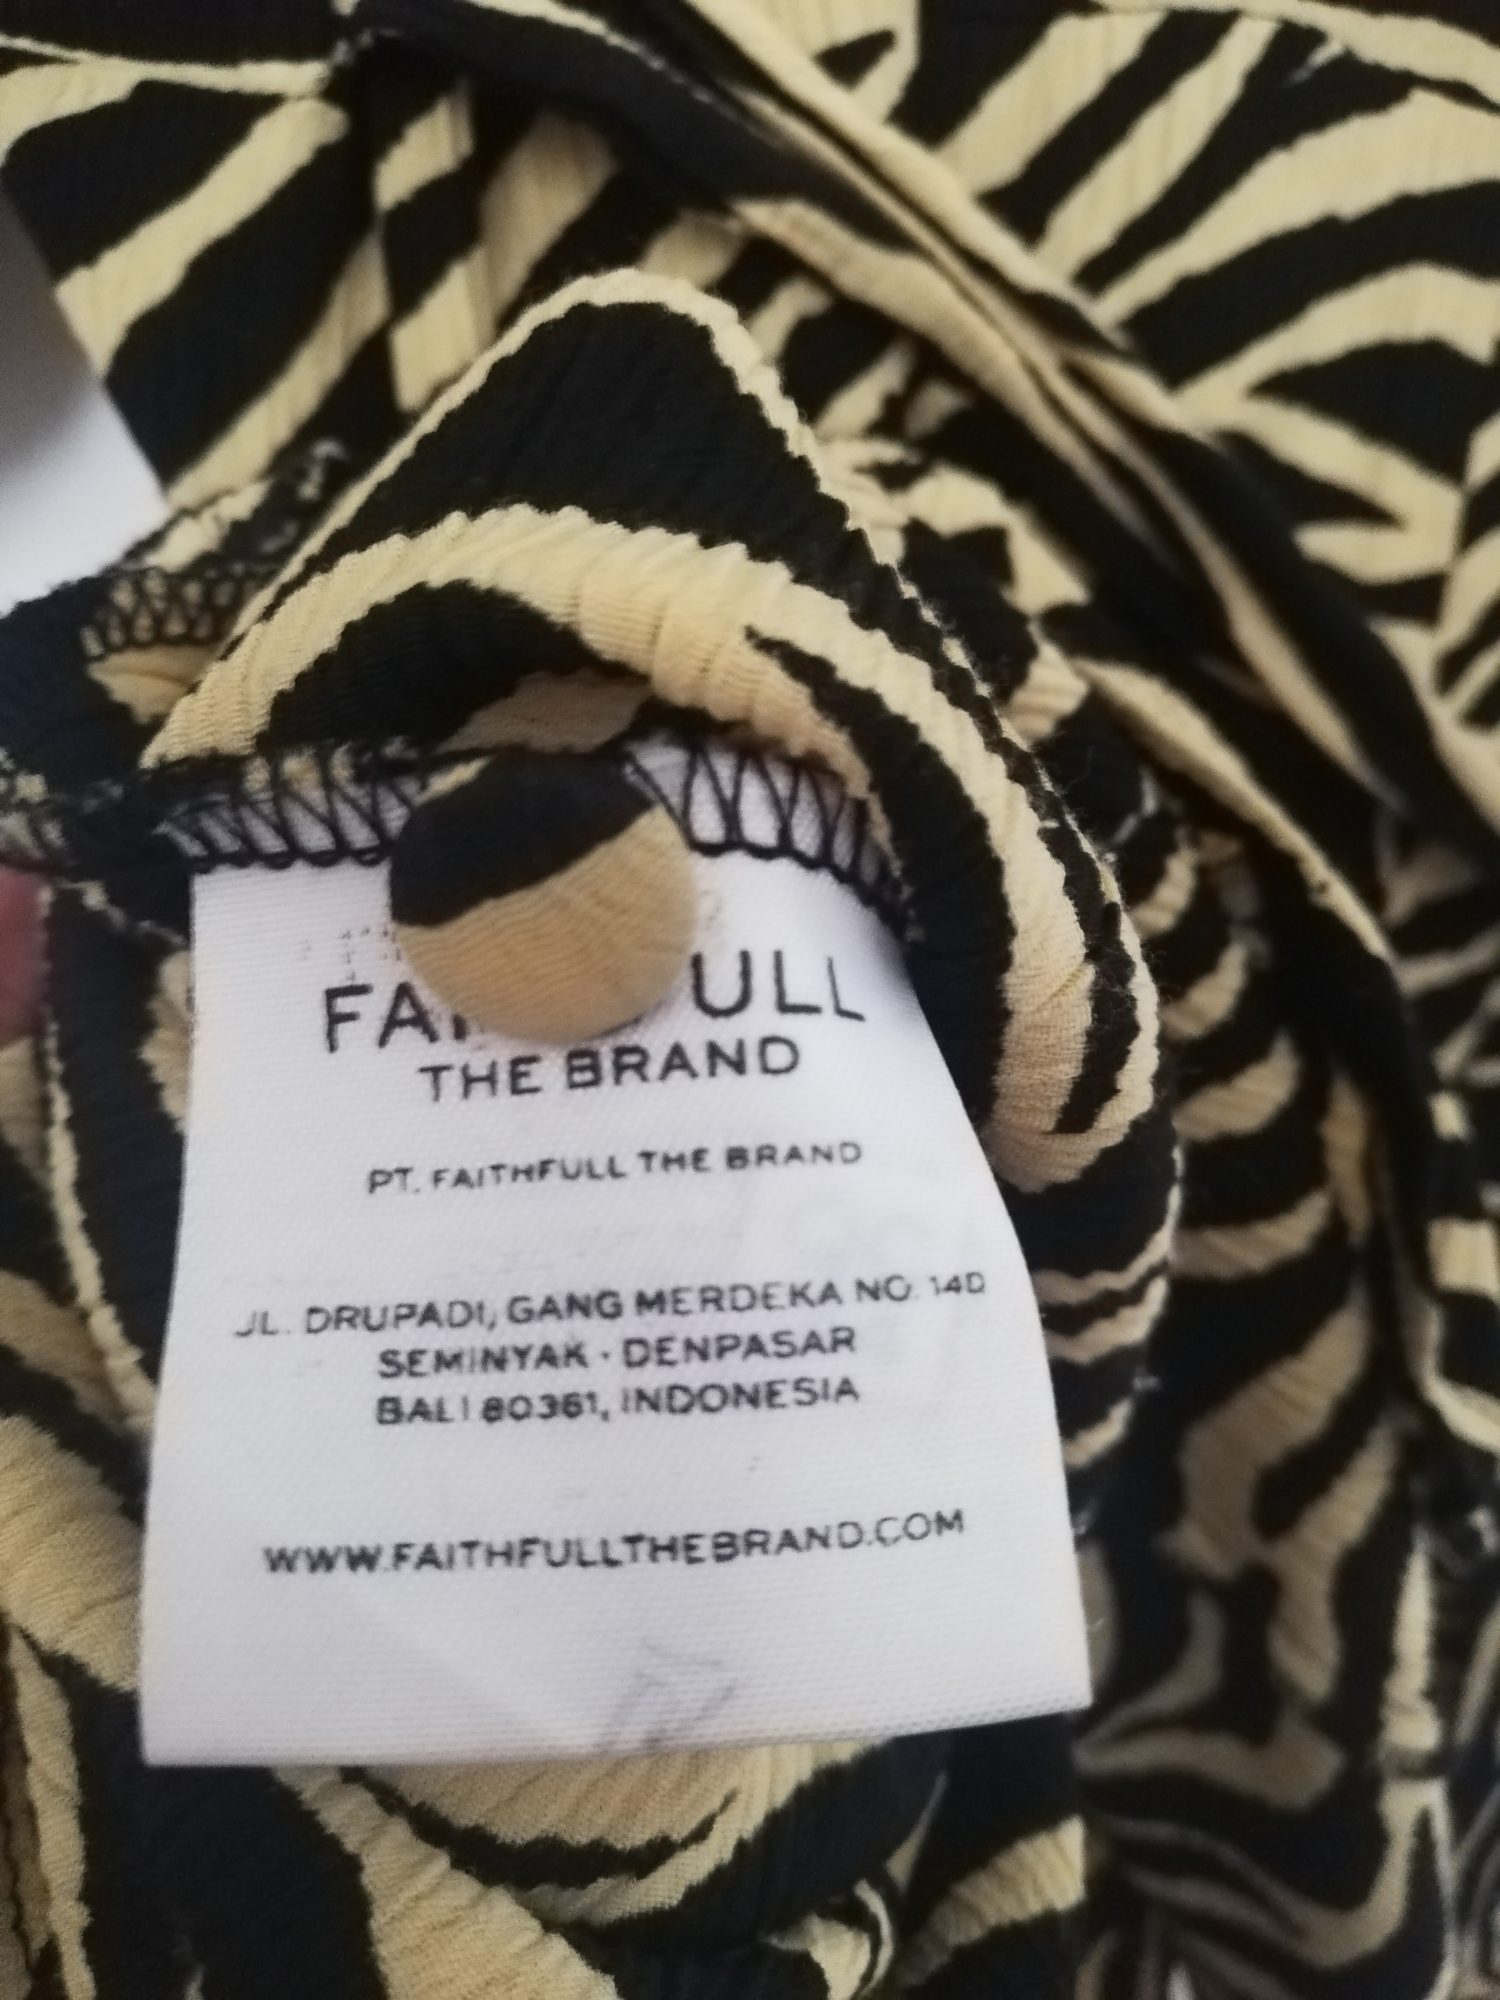 FAITHFULL
THE BRAND
PT. FAITHFULL THE BRAND
JL. DRUPADI, GANG MERDEKA NO. 14D
SEMINYAK - DENPASAR
BALI 80361, INDONESIA
WWW.FAITHFULLTHEBRAND.COM